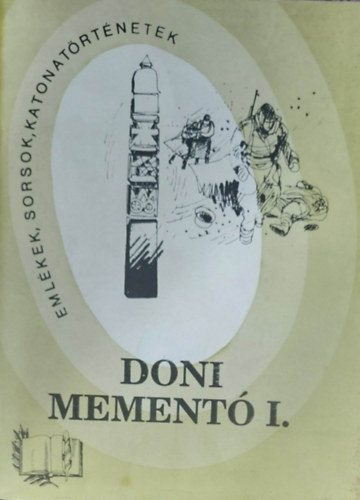 EMLÉKEK, SORSOK, KATONATÖRTÉNETEK
DONI
MEMENTÓ I.